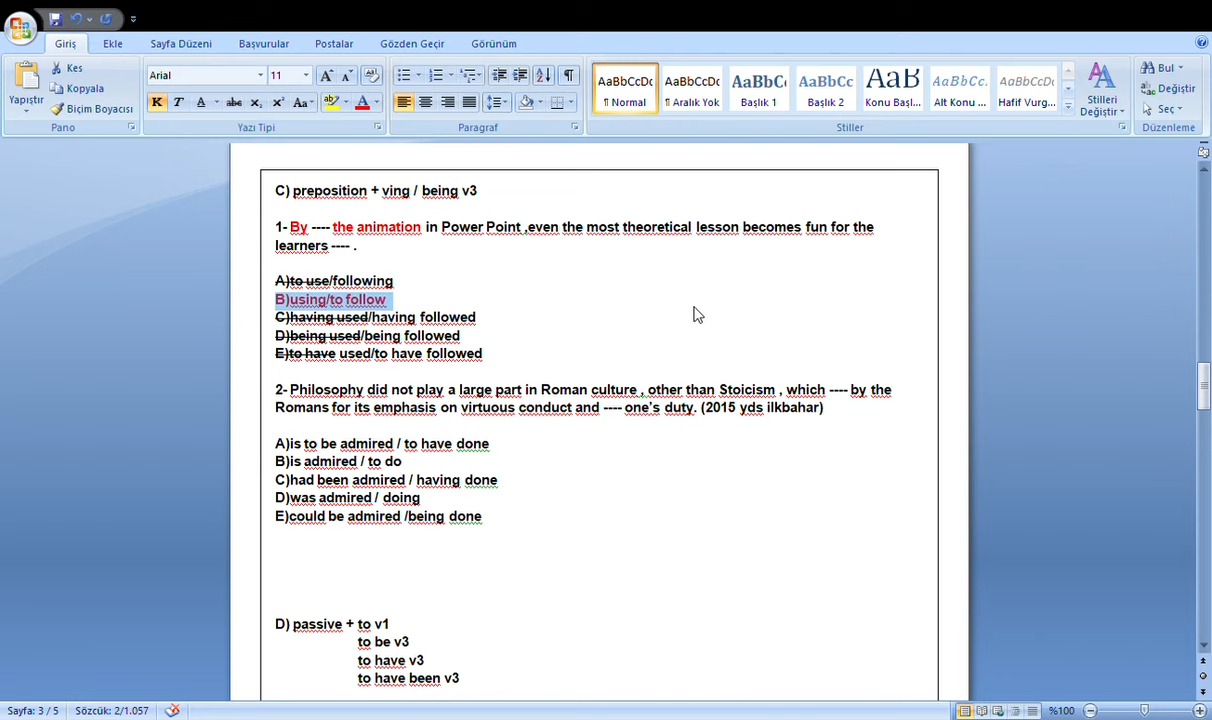 Giriş Ekle Sayfa Düzeni Başvurular Postalar Gözden Geçir Görünüm
Yapıştır
Kes
Kopyala
Biçim Boyacısı
Pano
Arial 11
K T A abc x₂ x² Aa
ab A
Yazı Tipi
Paragraf
AaBbCcDc AaBbCcDc AaBbCc AaBbCc AaB AaBbCc. AaBbCcDc
¶ Normal ¶ Aralık Yok Başlık 1 Başlık 2 Konu Başl... Alt Konu ... Hafif Vurg...
Stilleri
Değiştir
Stiller
Bul
Değiştir
Seç
Düzenleme
C) preposition + ving / being v3
1- By ---- the animation in Power Point ,even the most theoretical lesson becomes fun for the
learners ---- .
A)to use/following
B)using/to follow
C)having used/having followed
D)being used/being followed
E)to have used/to have followed
2- Philosophy did not play a large part in Roman culture , other than Stoicism , which ---- by the
Romans for its emphasis on virtuous conduct and ---- one's duty. (2015 yds ilkbahar)
A)is to be admired / to have done
B)is admired / to do
C)had been admired / having done
D)was admired / doing
E)could be admired /being done
D) passive + to v1
to be v3
to have v3
to have been v3
Sayfa: 3 / 5 Sözcük: 2/1.057 %100